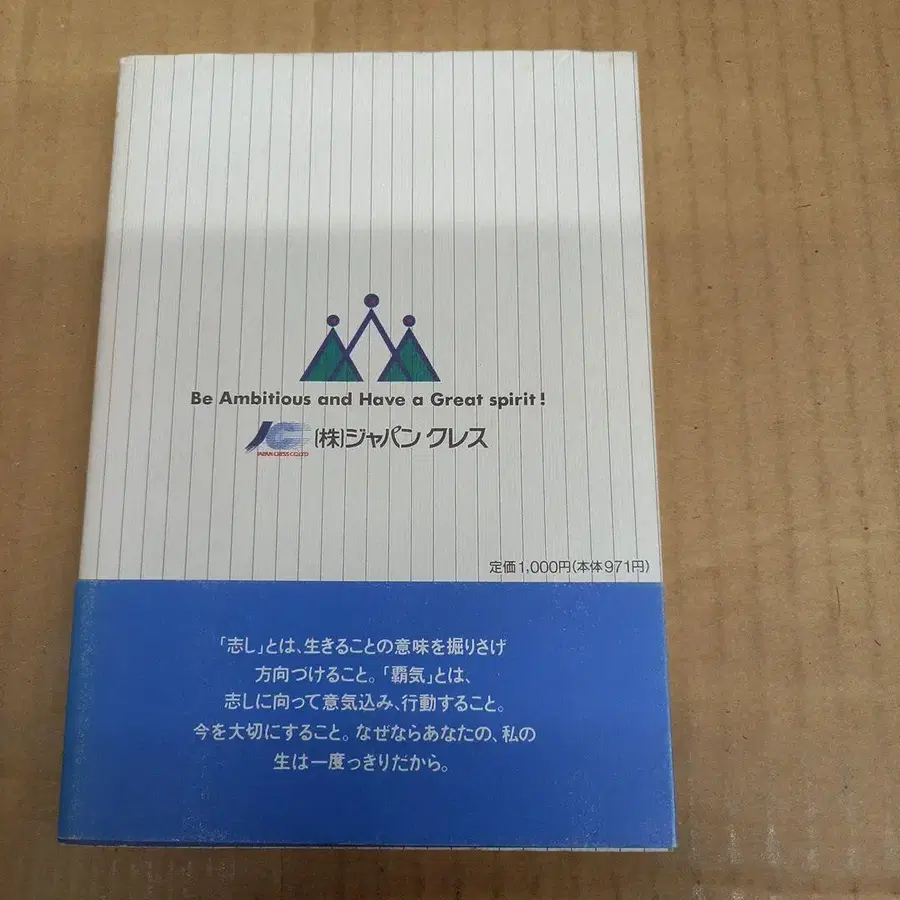 Be Ambitious and Have a Great spirit!
JC (株)ジャパン クレス
JAPAN CRESS CO.LTD
定価1,000円(本体971円)
「志し」とは、生きることの意味を掘りさげ
方向づけること。「覇気」とは、
志しに向って意気込み、行動すること。
今を大切にすること。なぜならあなたの、私の
生は一度っきりだから。